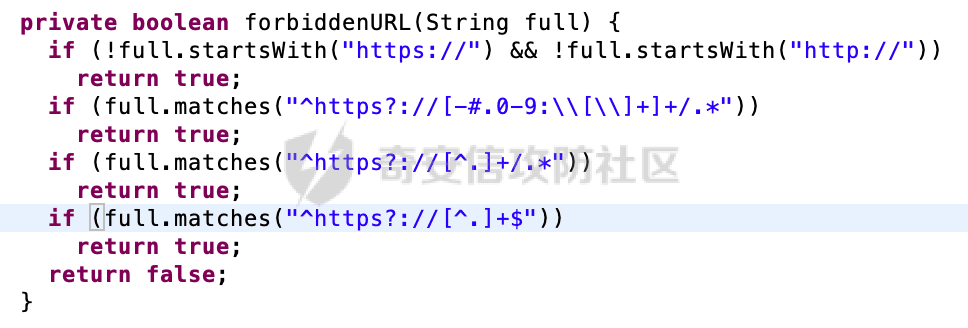 private boolean forbiddenURL(String full) {
  if (!full.startsWith("https://") && !full.startsWith("http://"))
    return true;
  if (full.matches("^https?://[-#.0-9:\\[\\]+]+/.*"))
    return true;
  if (full.matches("^https?://[^.]+/.*"))
    return true;
  if (full.matches("^https?://[^.]+$"))
    return true;
  return false;
}
奇安信攻防社区